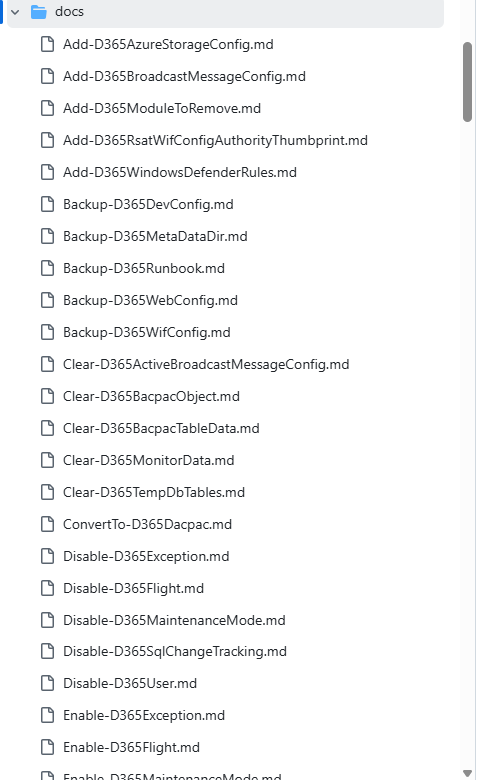 docs
Add-D365AzureStorageConfig.md
Add-D365BroadcastMessageConfig.md
Add-D365ModuleToRemove.md
Add-D365RsatWifConfigAuthorityThumbprint.md
Add-D365WindowsDefenderRules.md
Backup-D365DevConfig.md
Backup-D365MetaDataDir.md
Backup-D365Runbook.md
Backup-D365WebConfig.md
Backup-D365WifConfig.md
Clear-D365ActiveBroadcastMessageConfig.md
Clear-D365BacpacObject.md
Clear-D365BacpacTableData.md
Clear-D365MonitorData.md
Clear-D365TempDbTables.md
ConvertTo-D365Dacpac.md
Disable-D365Exception.md
Disable-D365Flight.md
Disable-D365MaintenanceMode.md
Disable-D365SqlChangeTracking.md
Disable-D365User.md
Enable-D365Exception.md
Enable-D365Flight.md
Enable-D365MaintenanceMode.md